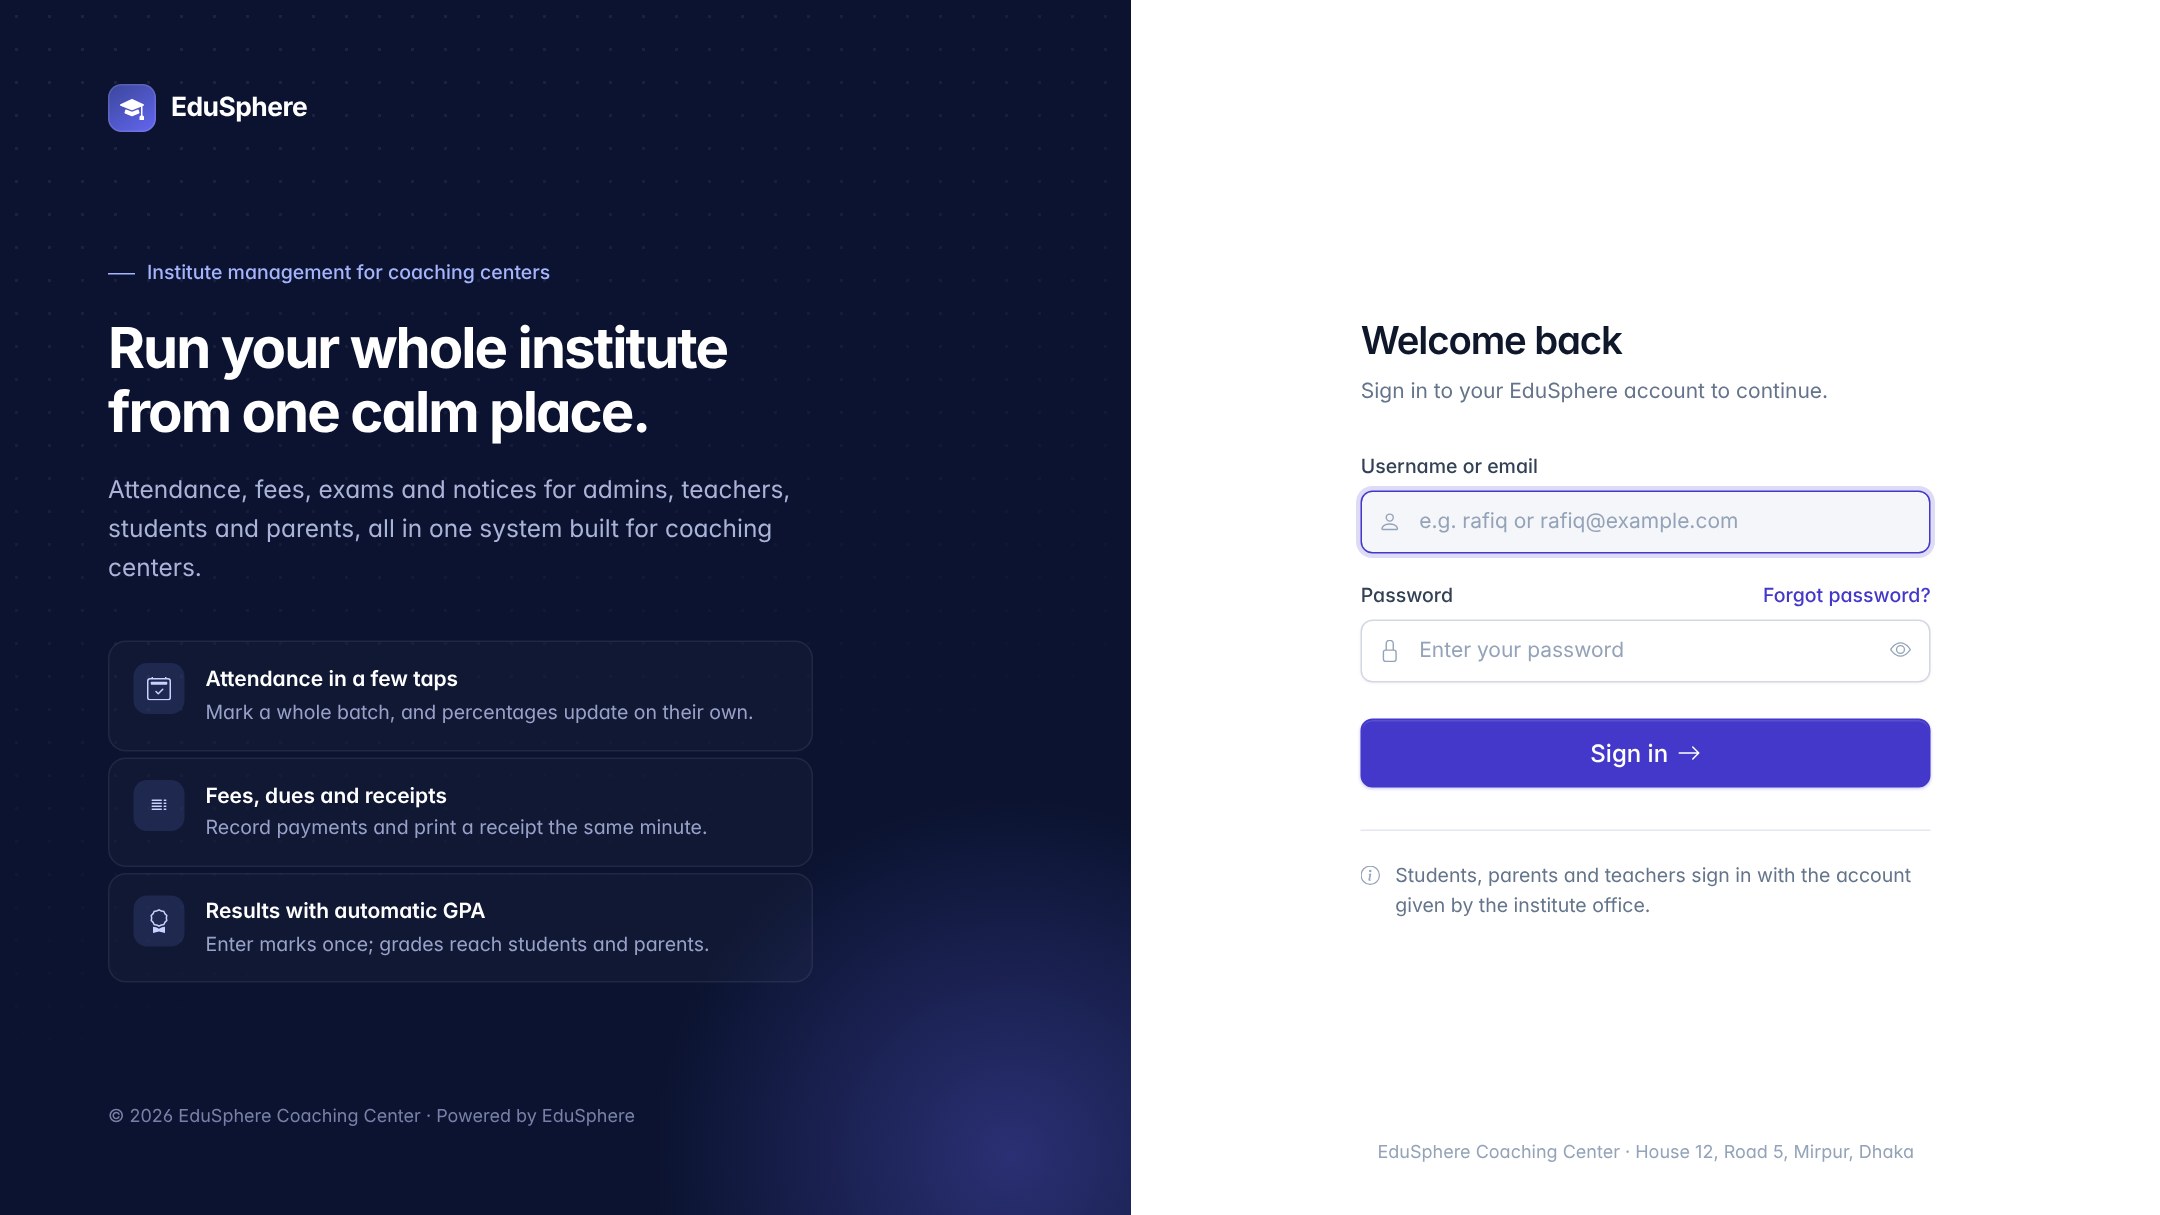 EduSphere
Institute management for coaching centers
Run your whole institute
from one calm place.
Attendance, fees, exams and notices for admins, teachers,
students and parents, all in one system built for coaching
centers.
Attendance in a few taps
Mark a whole batch, and percentages update on their own.
Fees, dues and receipts
Record payments and print a receipt the same minute.
Results with automatic GPA
Enter marks once; grades reach students and parents.
© 2026 EduSphere Coaching Center · Powered by EduSphere
Welcome back
Sign in to your EduSphere account to continue.
Username or email
e.g. rafiq or rafiq@example.com
Password
Forgot password?
Enter your password
Sign in →
Students, parents and teachers sign in with the account
given by the institute office.
EduSphere Coaching Center · House 12, Road 5, Mirpur, Dhaka